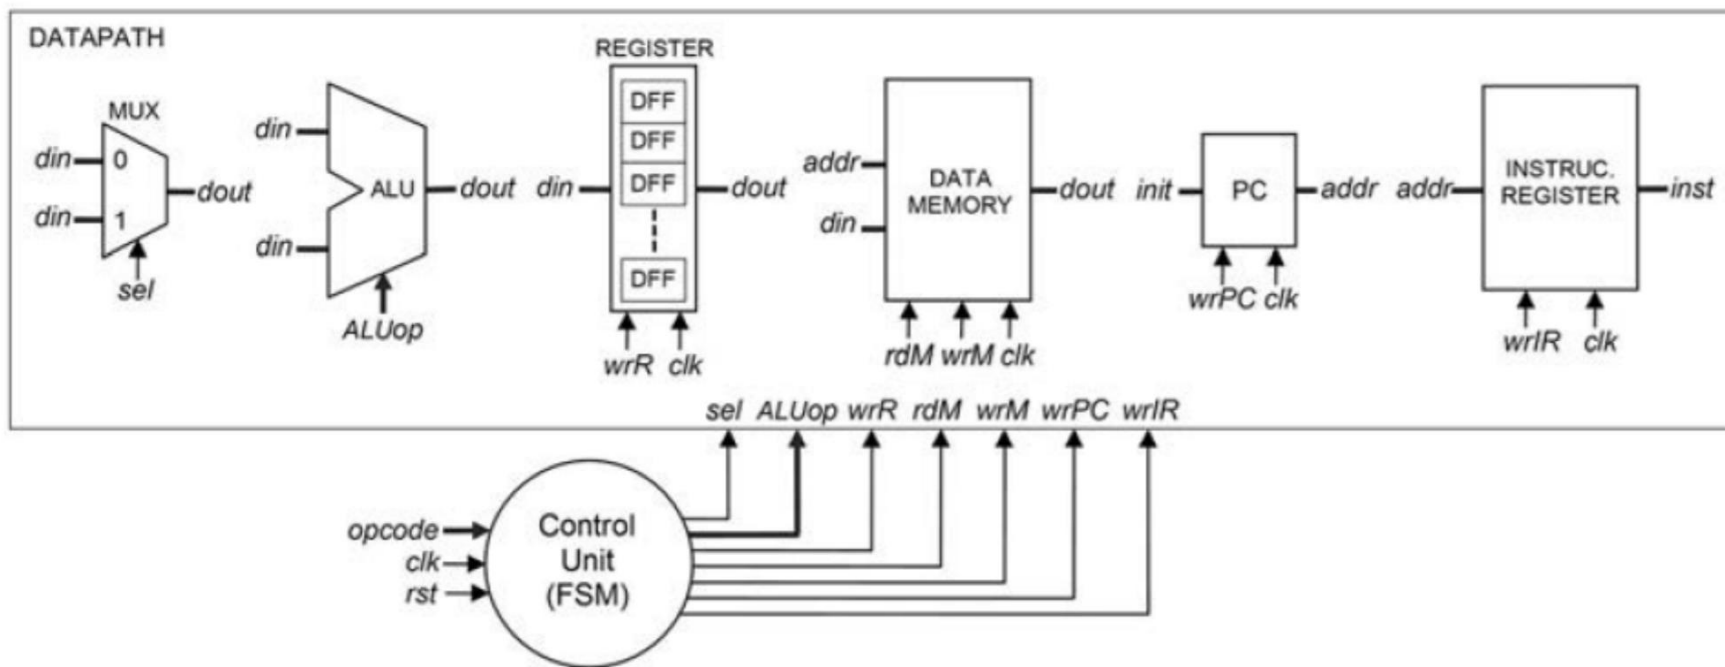 DATAPATH
MUX
din 0
din 1
dout
sel
din
din
ALU
dout
ALUop
REGISTER
DFF
DFF
DFF
DFF
din
dout
wrR clk
addr
din
DATA
MEMORY
dout
rdM wrM clk
init
PC
addr
wrPC clk
addr
INSTRUC.
REGISTER
inst
wrIR clk
sel ALUop wrR rdM wrM wrPC wrIR
opcode
clk
rst
Control
Unit
(FSM)